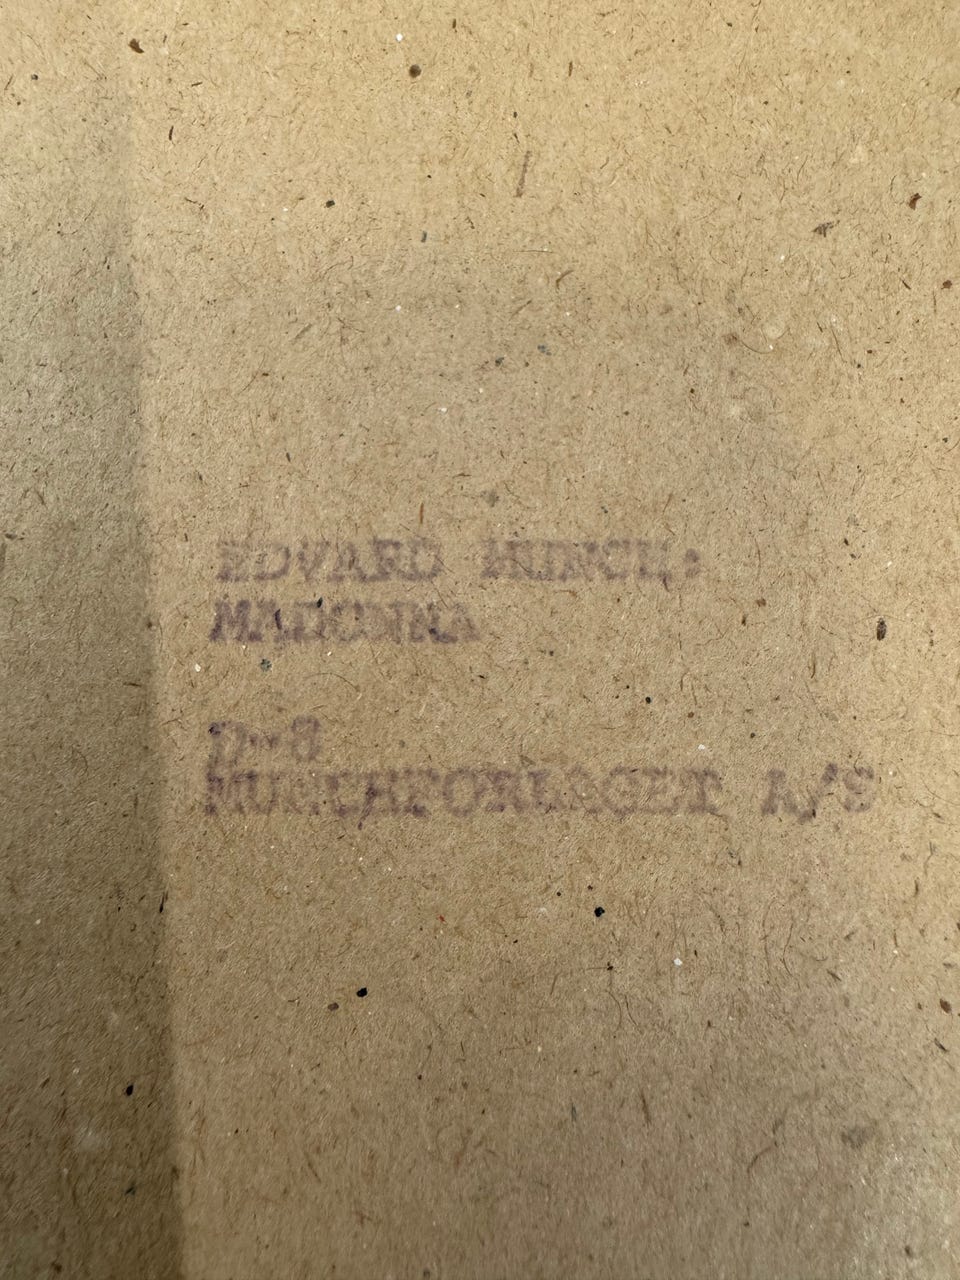 EDVARD MUNCH:
MADONNA
D-8
MUNCHFORLAGET A/S